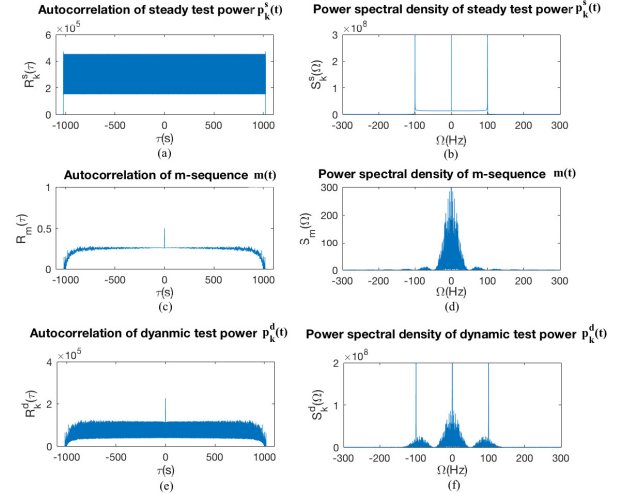 Autocorrelation of steady test power p_k^s(t)
×10^5
6
4
2
0
R_k^s(τ)
-1000 -500 0 500 1000
τ(s)
(a)
Power spectral density of steady test power p_k^s(t)
×10^8
3
2
1
0
S_k^s(Ω)
-300 -200 -100 0 100 200 300
Ω(Hz)
(b)
Autocorrelation of m-sequence m(t)
1
0.5
0
R_m(τ)
-1000 -500 0 500 1000
τ(s)
(c)
Power spectral density of m-sequence m(t)
300
200
100
0
S_m(Ω)
-300 -200 -100 0 100 200 300
Ω(Hz)
(d)
Autocorrelation of dyanmic test power p_k^d(t)
×10^5
4
2
0
R_k^d(τ)
-1000 -500 0 500 1000
τ(s)
(e)
Power spectral density of dynamic test power p_k^d(t)
×10^8
2
1
0
S_k^d(Ω)
-300 -200 -100 0 100 200 300
Ω(Hz)
(f)